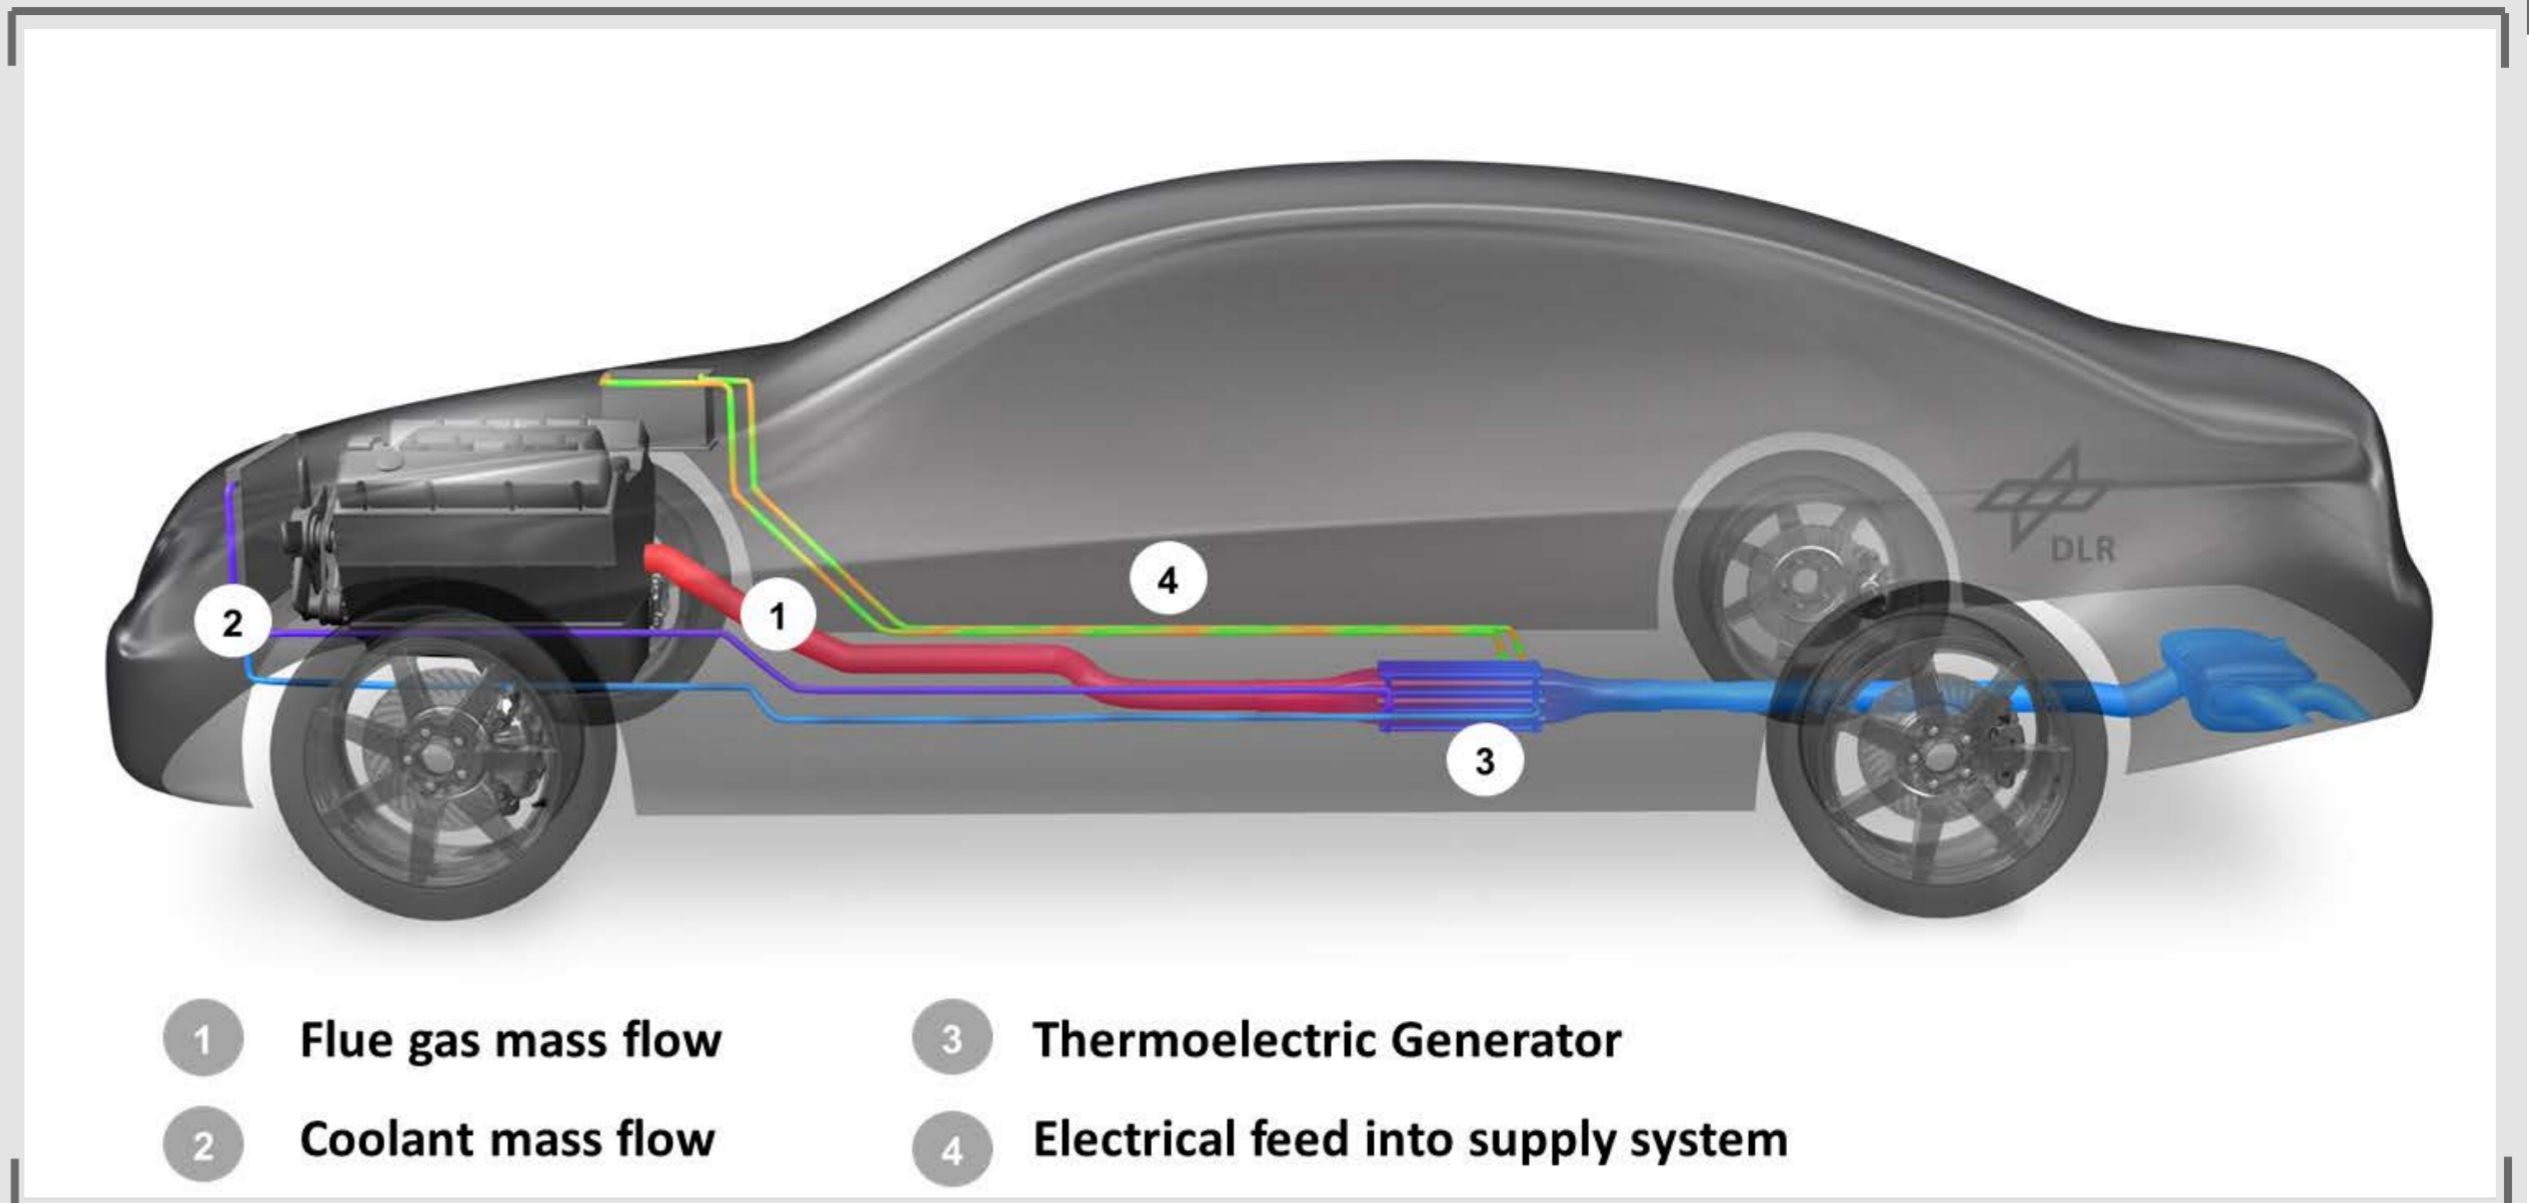 DLR
4
1
2
3
1 Flue gas mass flow
3 Thermoelectric Generator
2 Coolant mass flow
4 Electrical feed into supply system